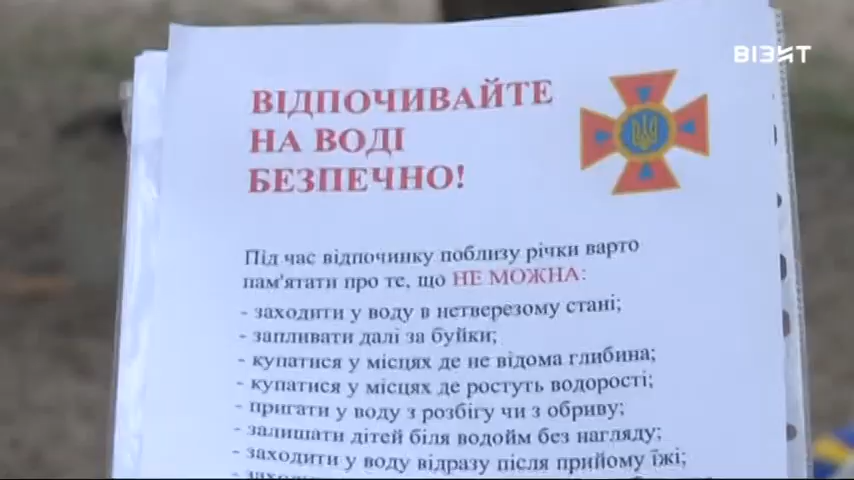 ВІЗИТ
ВІДПОЧИВАЙТЕ
НА ВОДІ
БЕЗПЕЧНО!
Під час відпочинку поблизу річки варто
пам'ятати про те, що НЕ МОЖНА:
- заходити у воду в нетверезому стані;
- запливати далі за буйки;
- купатися у місцях де не відома глибина;
- купатися у місцях де ростуть водорості;
- пригати у воду з розбігу чи з обриву;
- залишати дітей біля водойм без нагляду;
- заходити у воду відразу після прийому їжі;